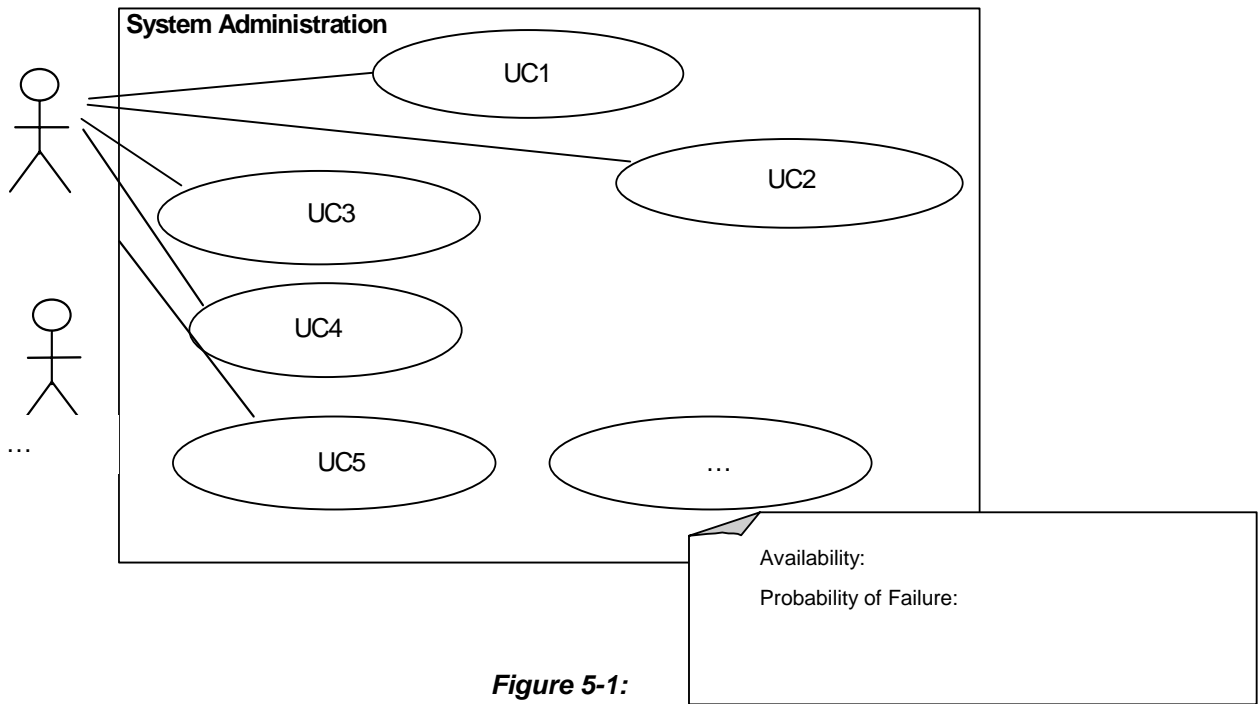 System Administration
UC1
UC2
UC3
UC4
…
UC5
…
Availability:
Probability of Failure:
Figure 5-1: